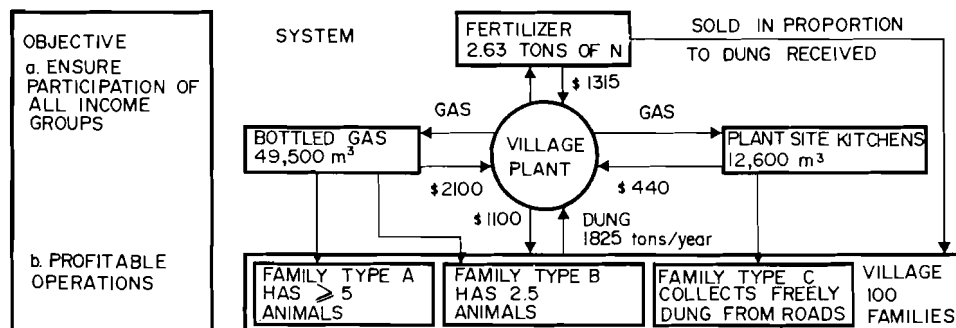 OBJECTIVE
a. ENSURE
PARTICIPATION OF
ALL INCOME
GROUPS
b. PROFITABLE
OPERATIONS
SYSTEM
FERTILIZER
2.63 TONS OF N
SOLD IN PROPORTION
TO DUNG RECEIVED
$ 1315
GAS
GAS
BOTTLED GAS
49,500 m³
VILLAGE
PLANT
PLANT SITE KITCHENS
12,600 m³
$2100
$ 440
$1100
DUNG
1825 tons/year
FAMILY TYPE A
HAS ⩾ 5
ANIMALS
FAMILY TYPE B
HAS 2.5
ANIMALS
FAMILY TYPE C
COLLECTS FREELY
DUNG FROM ROADS
VILLAGE
100
FAMILIES